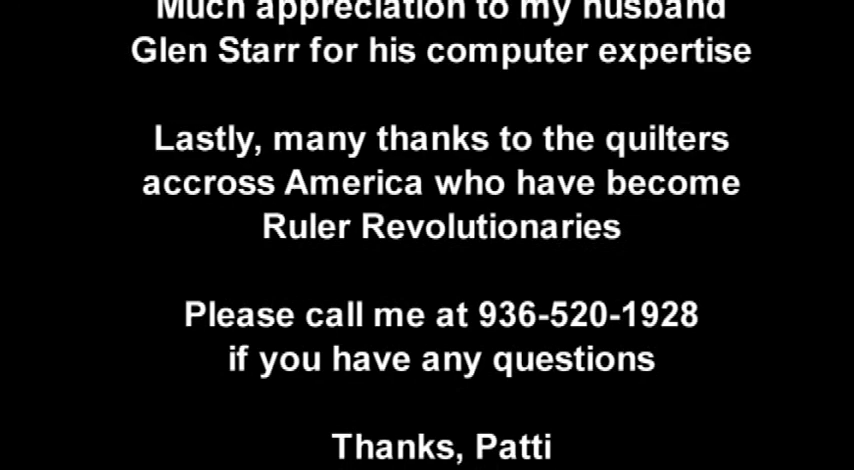 Much appreciation to my husband
Glen Starr for his computer expertise
Lastly, many thanks to the quilters
accross America who have become
Ruler Revolutionaries
Please call me at 936-520-1928
if you have any questions
Thanks, Patti